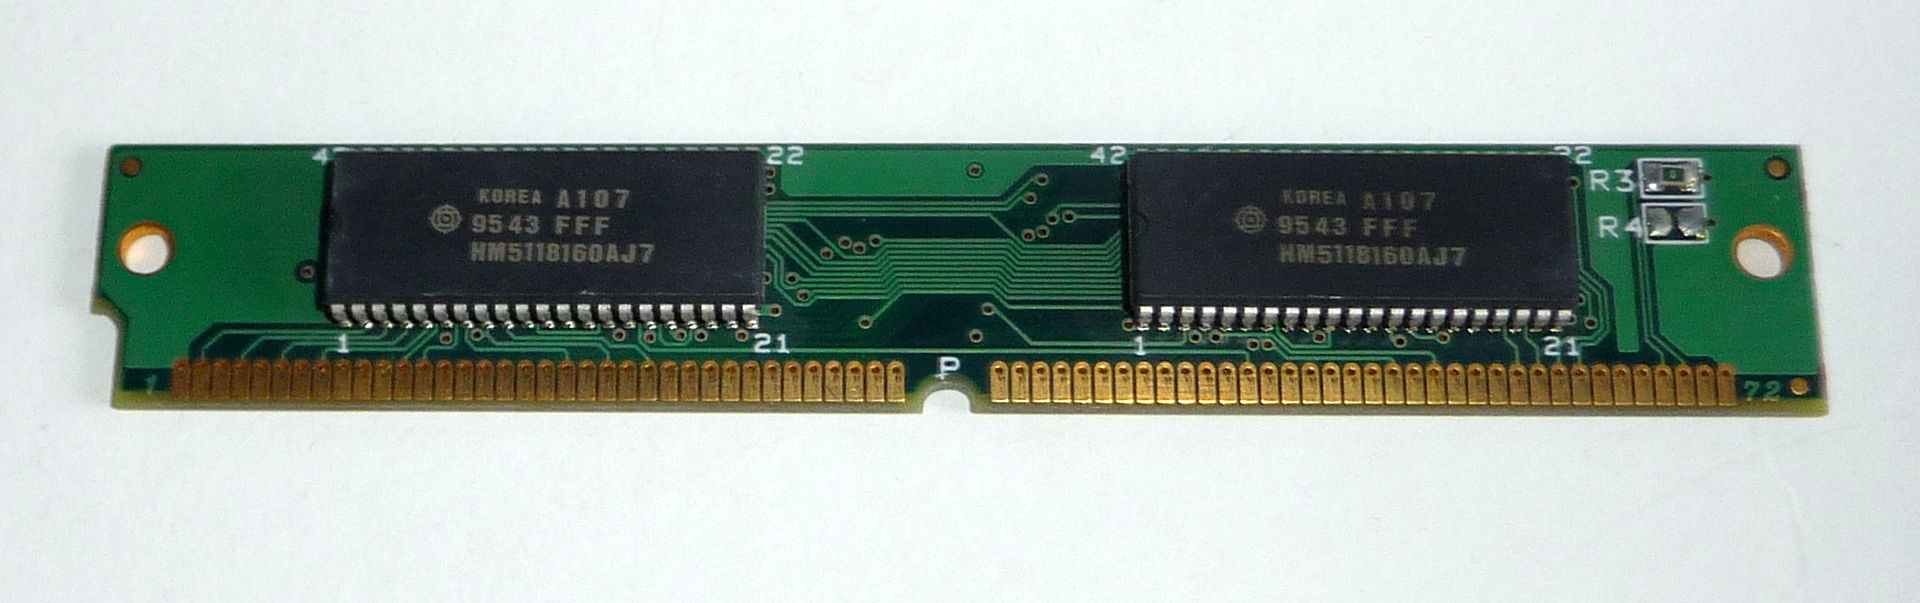 4
22
KOREA A107
9543 FFF
HM5118160AJ7
1
21
42
22
KOREA A107
9543 FFF
HM5118160AJ7
1
21
R3
R4
P
1
72